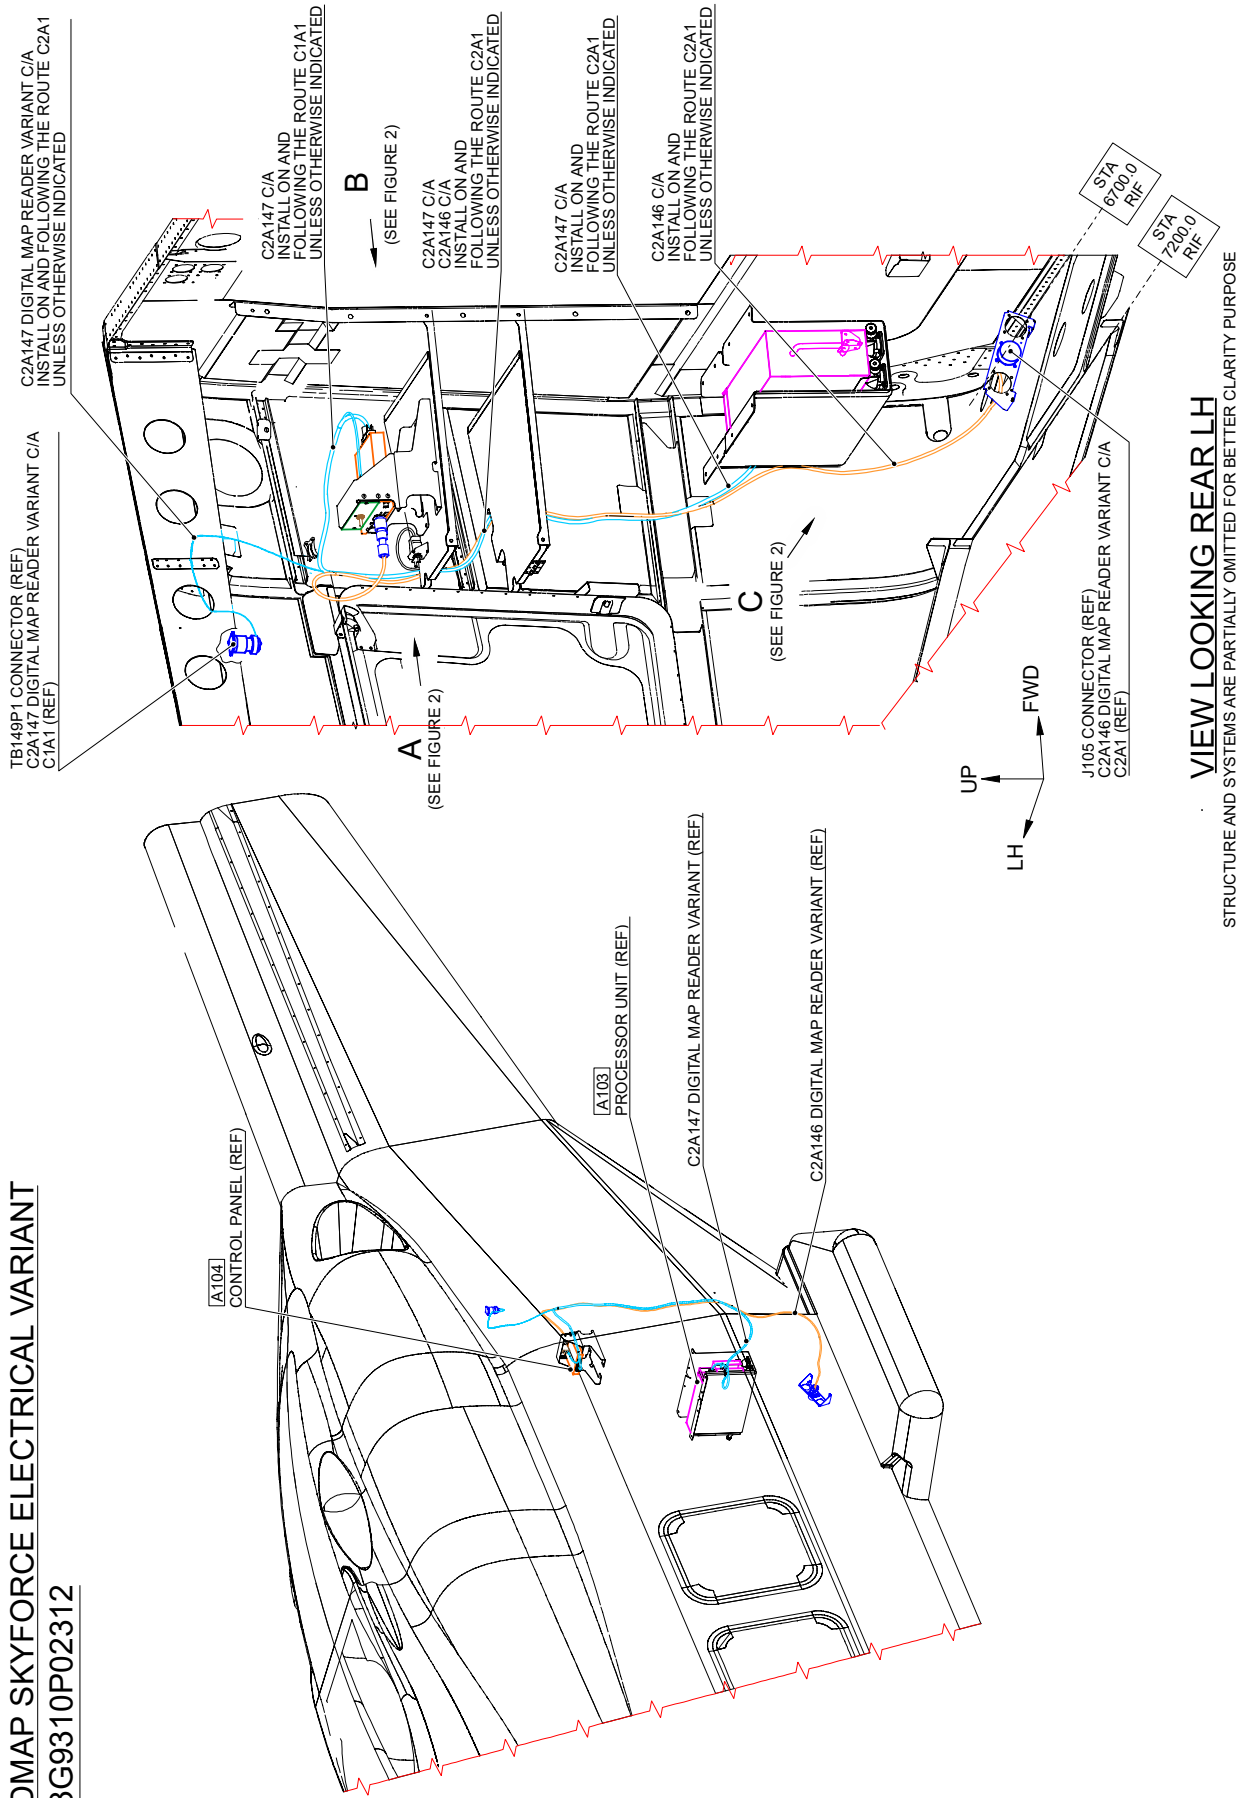 DMAP SKYFORCE ELECTRICAL VARIANT
3G9310P02312
A104
CONTROL PANEL (REF)
A103
PROCESSOR UNIT (REF)
C2A147 DIGITAL MAP READER VARIANT (REF)
C2A146 DIGITAL MAP READER VARIANT (REF)
TB149P1 CONNECTOR (REF)
C2A147 DIGITAL MAP READER VARIANT C/A
C1A1 (REF)
C2A147 DIGITAL MAP READER VARIANT C/A
INSTALL ON AND FOLLOWING THE ROUTE C2A1
UNLESS OTHERWISE INDICATED
C2A147 C/A
INSTALL ON AND
FOLLOWING THE ROUTE C1A1
UNLESS OTHERWISE INDICATED
B
(SEE FIGURE 2)
C2A147 C/A
C2A146 C/A
INSTALL ON AND
FOLLOWING THE ROUTE C2A1
UNLESS OTHERWISE INDICATED
C2A147 C/A
INSTALL ON AND
FOLLOWING THE ROUTE C2A1
UNLESS OTHERWISE INDICATED
C2A146 C/A
INSTALL ON AND
FOLLOWING THE ROUTE C2A1
UNLESS OTHERWISE INDICATED
A
(SEE FIGURE 2)
C
(SEE FIGURE 2)
STA
6700.0
RIF
STA
7200.0
RIF
UP
FWD
LH
J105 CONNECTOR (REF)
C2A146 DIGITAL MAP READER VARIANT C/A
C2A1 (REF)
VIEW LOOKING REAR LH
STRUCTURE AND SYSTEMS ARE PARTIALLY OMITTED FOR BETTER CLARITY PURPOSE